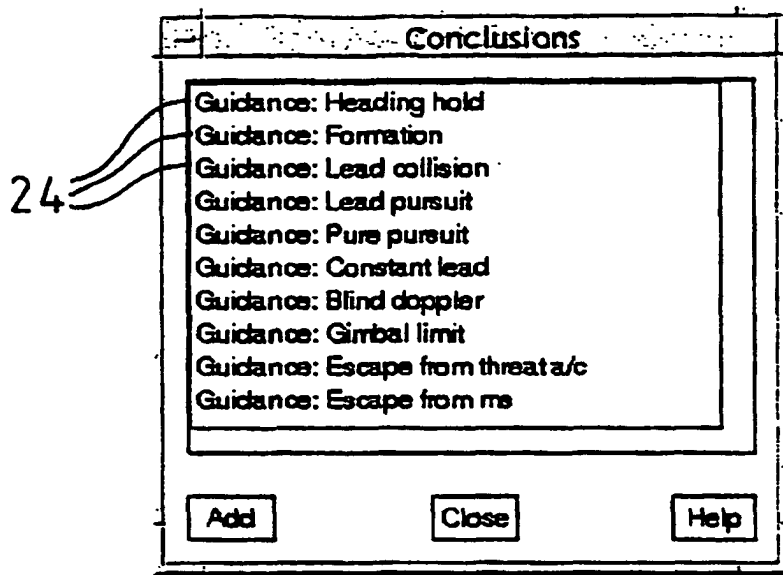 Conclusions
Guidance: Heading hold
Guidance: Formation
Guidance: Lead collision
24
Guidance: Lead pursuit
Guidance: Pure pursuit
Guidance: Constant lead
Guidance: Blind doppler
Guidance: Gimbal limit
Guidance: Escape from threat a/c
Guidance: Escape from ms
Add Close Help